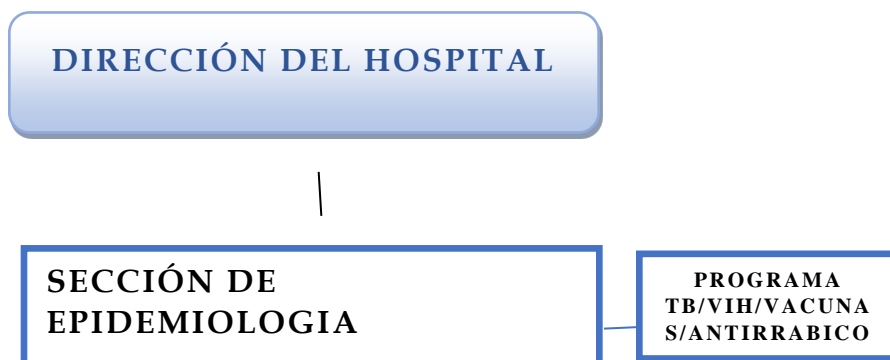 DIRECCIÓN DEL HOSPITAL
SECCIÓN DE
EPIDEMIOLOGIA
PROGRAMA
TB/VIH/VACUNA
S/ANTIRRABICO